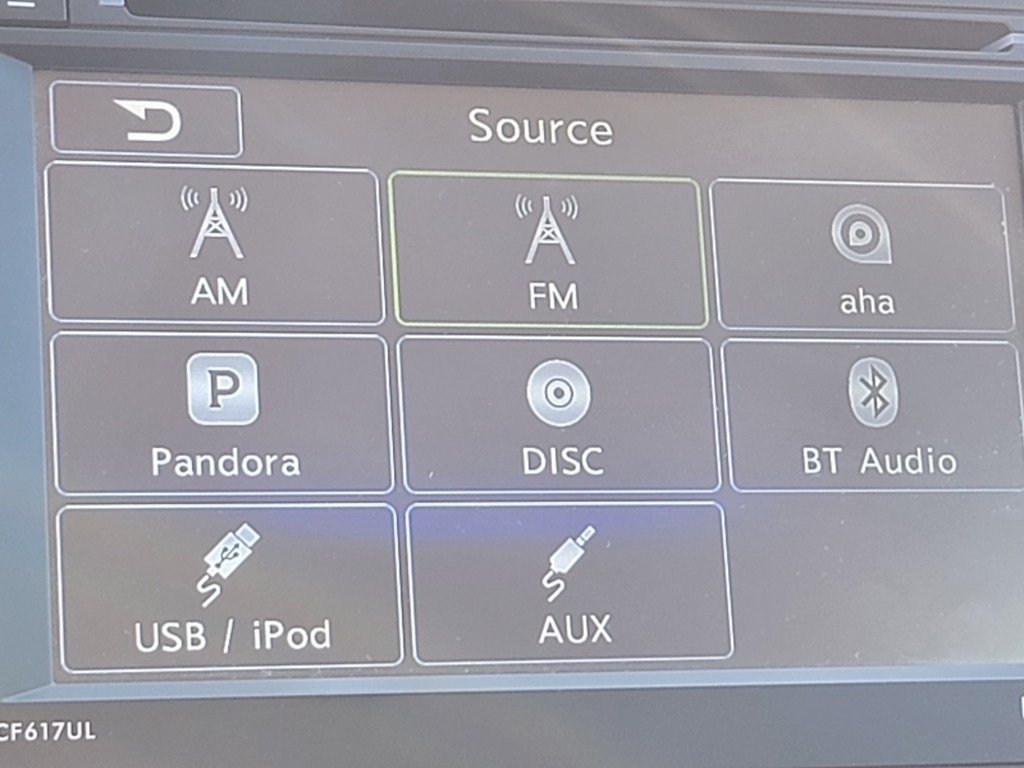 Source
AM
FM
aha
P
Pandora
DISC
BT Audio
USB / iPod
AUX
CF617UL